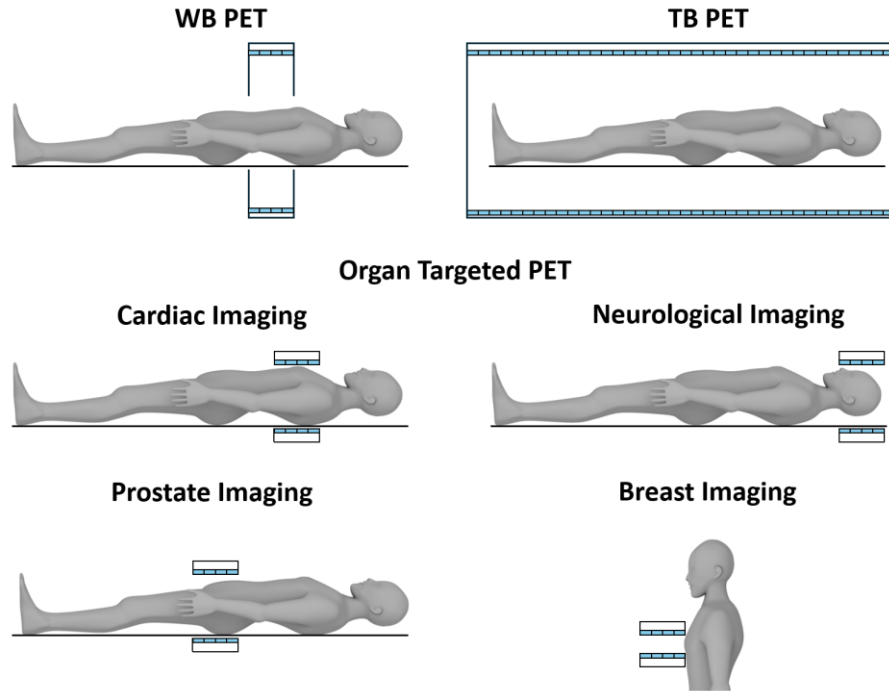 WB PET
TB PET
Organ Targeted PET
Cardiac Imaging
Neurological Imaging
Prostate Imaging
Breast Imaging